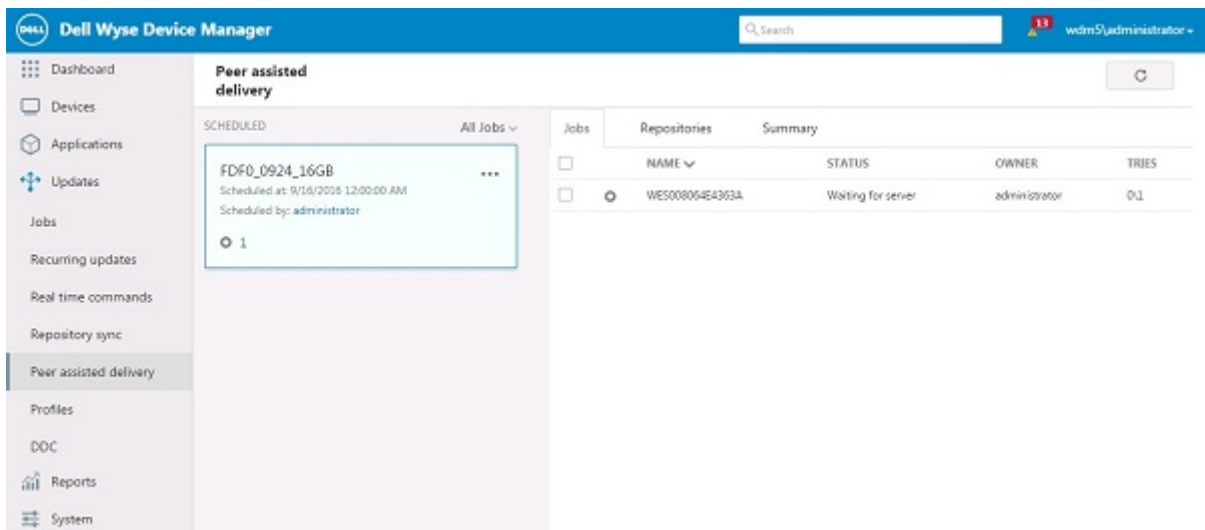 DELL Dell Wyse Device Manager
Search
13
wdm5\administrator
Dashboard
Devices
Applications
Updates
Jobs
Recurring updates
Real time commands
Repository sync
Peer assisted delivery
Profiles
DDC
Reports
System
Peer assisted
delivery
SCHEDULED All Jobs
FDF0_0924_16GB ...
Scheduled at: 9/16/2016 12:00:00 AM
Scheduled by: administrator
1
Jobs Repositories Summary
NAME STATUS OWNER TRIES
WES008064E4363A Waiting for server administrator 0\1